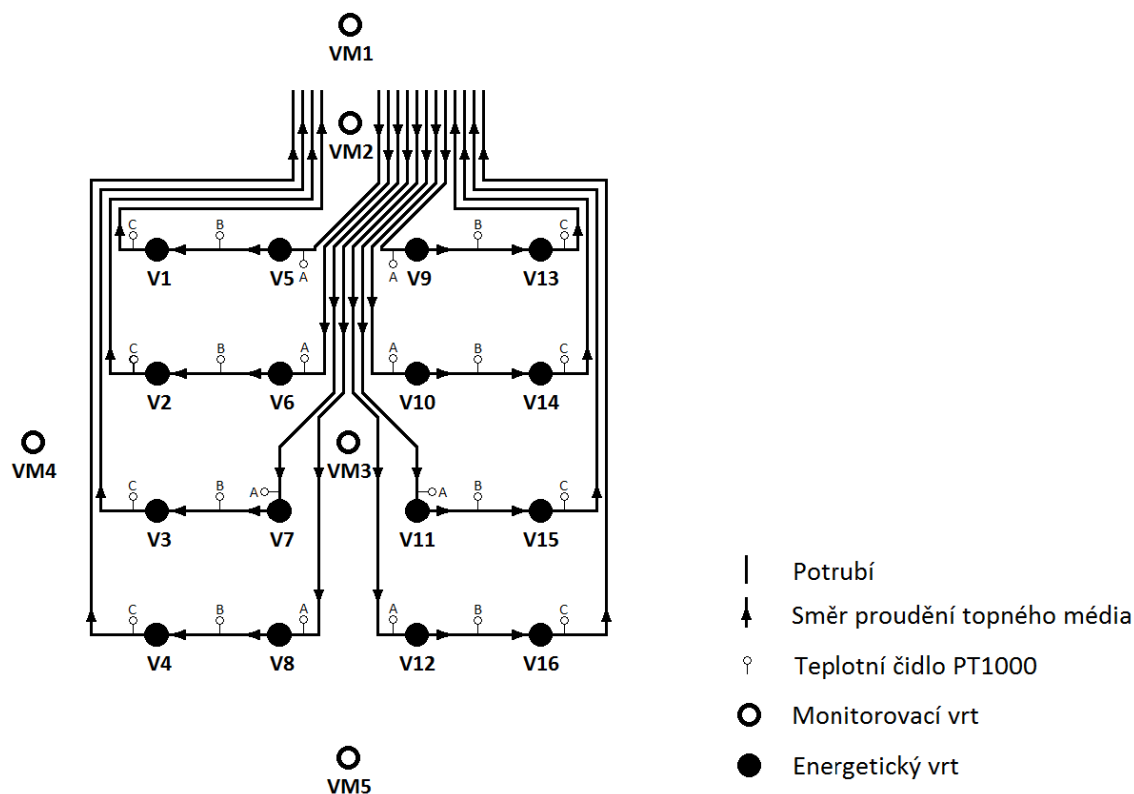 VM1
VM2
C B A A B C
V1 V5 V9 V13
C B A A B C
V2 V6 V10 V14
VM4 VM3
C B A A B C
V3 V7 V11 V15
C B A A B C
V4 V8 V12 V16
VM5
Potrubí
Směr proudění topného média
Teplotní čidlo PT1000
Monitorovací vrt
Energetický vrt